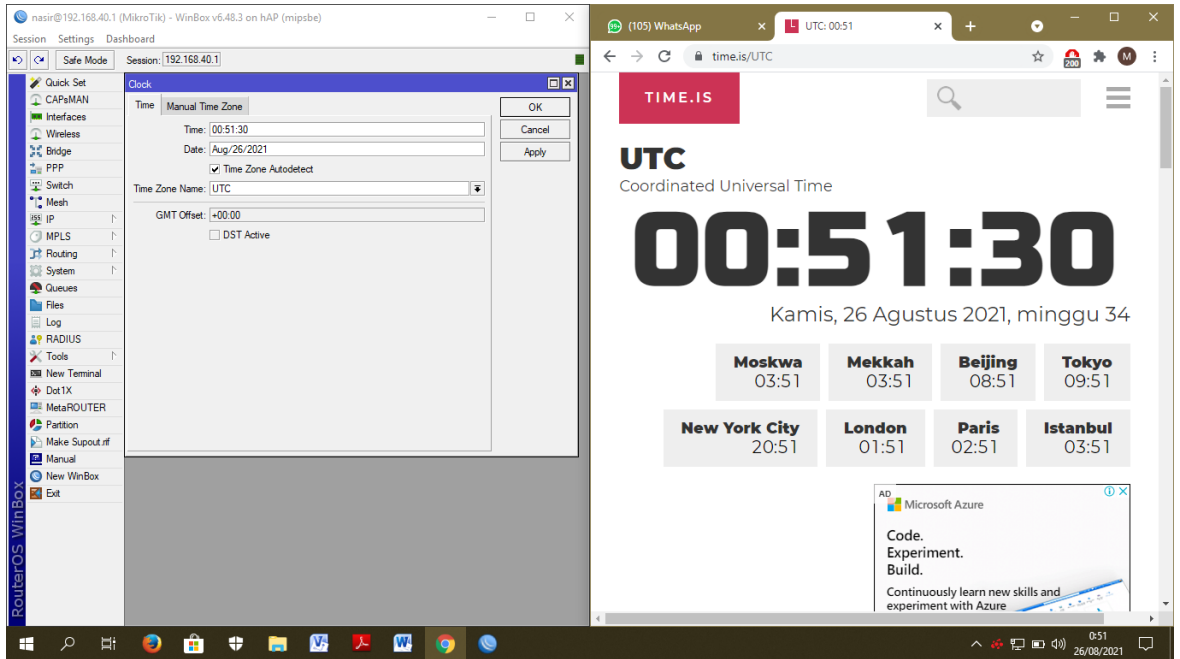 nasir@192.168.40.1 (MikroTik) - WinBox v6.48.3 on hAP (mipsbe)
Session Settings Dashboard
Safe Mode Session: 192.168.40.1
Quick Set
CAPsMAN
Interfaces
Wireless
Bridge
PPP
Switch
Mesh
IP
MPLS
Routing
System
Queues
Files
Log
RADIUS
Tools
New Terminal
Dot1X
MetaROUTER
Partition
Make Supout.rif
Manual
New WinBox
Exit
RouterOS WinBox
Clock
Time Manual Time Zone
Time: 00:51:30
Date: Aug/26/2021
Time Zone Autodetect
Time Zone Name: UTC
GMT Offset: +00:00
DST Active
OK
Cancel
Apply
99+ (105) WhatsApp
UTC: 00:51
time.is/UTC
200
M
TIME.IS
UTC
Coordinated Universal Time
00:51:30
Kamis, 26 Agustus 2021, minggu 34
Moskwa Mekkah Beijing Tokyo
03:51 03:51 08:51 09:51
New York City London Paris Istanbul
20:51 01:51 02:51 03:51
AD
Microsoft Azure
Code.
Experiment.
Build.
Continuously learn new skills and
experiment with Azure
0:51
26/08/2021